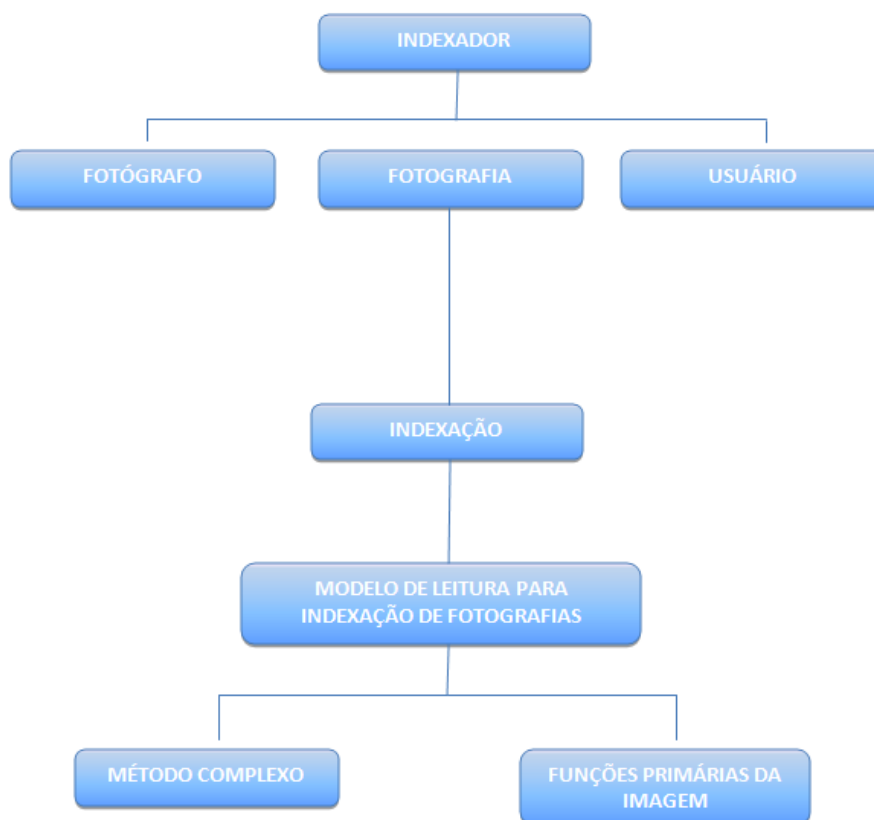 INDEXADOR
FOTÓGRAFO
FOTOGRAFIA
USUÁRIO
INDEXAÇÃO
MODELO DE LEITURA PARA
INDEXAÇÃO DE FOTOGRAFIAS
MÉTODO COMPLEXO
FUNÇÕES PRIMÁRIAS DA
IMAGEM